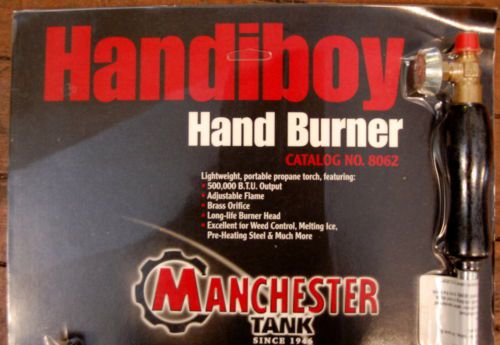 Handiboy
Hand Burner
CATALOG NO. 8062
Lightweight, portable propane torch, featuring:
• 500,000 B.T.U. Output
• Adjustable Flame
• Brass Orifice
• Long-life Burner Head
• Excellent for Weed Control, Melting Ice,
Pre-Heating Steel & Much More
MANCHESTER
TANK
SINCE 1946